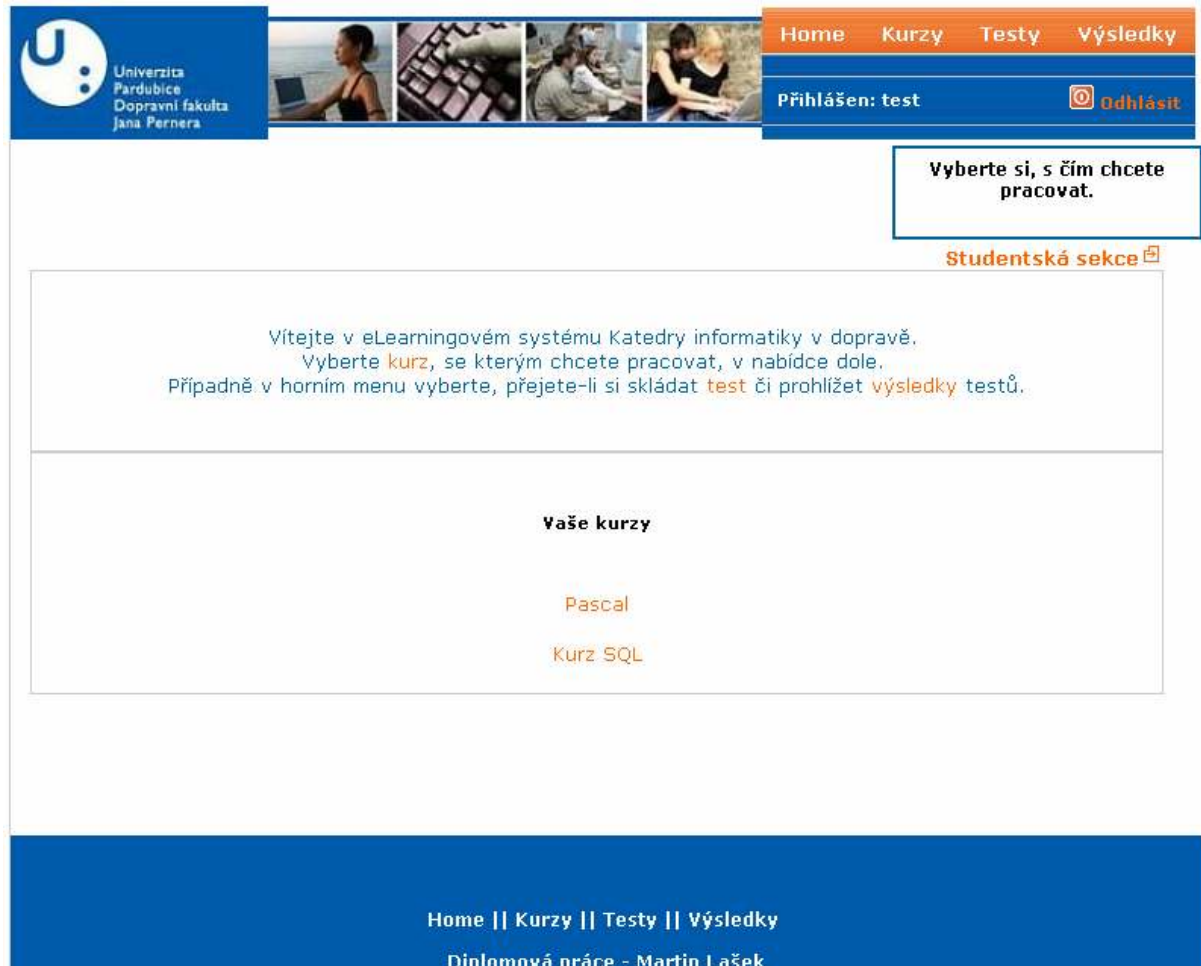 Univerzita
Pardubice
Dopravní fakulta
Jana Pernera
Home Kurzy Testy Výsledky
Přihlášen: test Odhlásit
Vyberte si, s čím chcete
pracovat.
Studentská sekce
Vítejte v eLearningovém systému Katedry informatiky v dopravě.
Vyberte kurz, se kterým chcete pracovat, v nabídce dole.
Případně v horním menu vyberte, přejete-li si skládat test či prohlížet výsledky testů.
Vaše kurzy
Pascal
Kurz SQL
Home || Kurzy || Testy || Výsledky
Diplomová práce - Martin Lašek